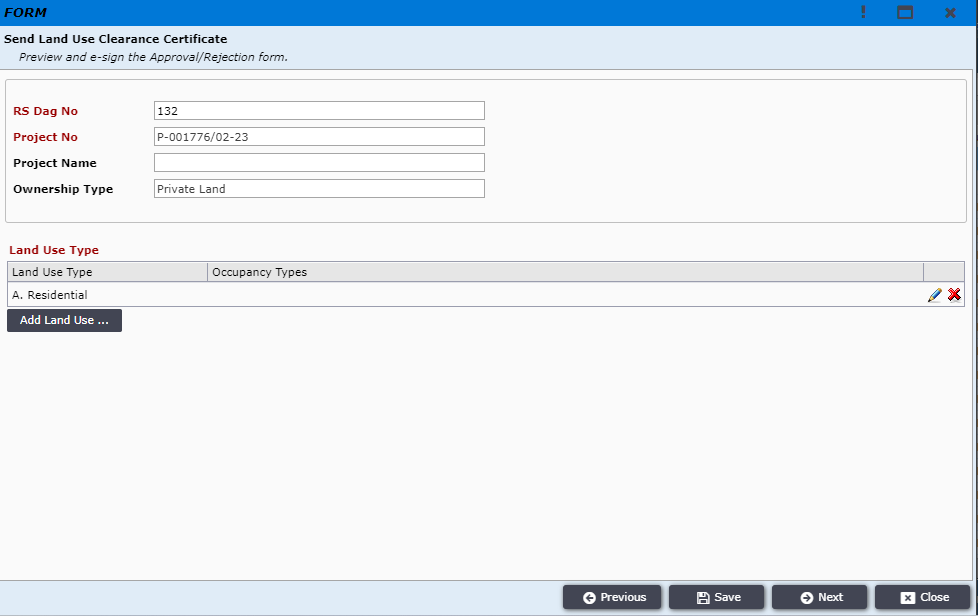 FORM
Send Land Use Clearance Certificate
Preview and e-sign the Approval/Rejection form.
RS Dag No 132
Project No P-001776/02-23
Project Name
Ownership Type Private Land
Land Use Type
Land Use Type Occupancy Types
A. Residential
Add Land Use ...
Previous Save Next Close